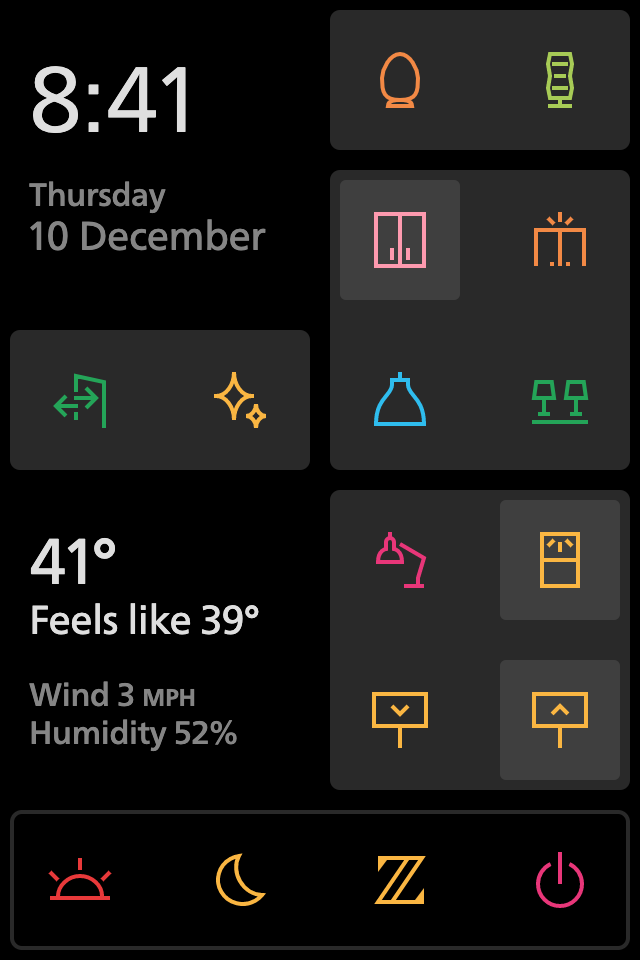 8:41
Thursday
10 December
41°
Feels like 39°
Wind 3 MPH
Humidity 52%